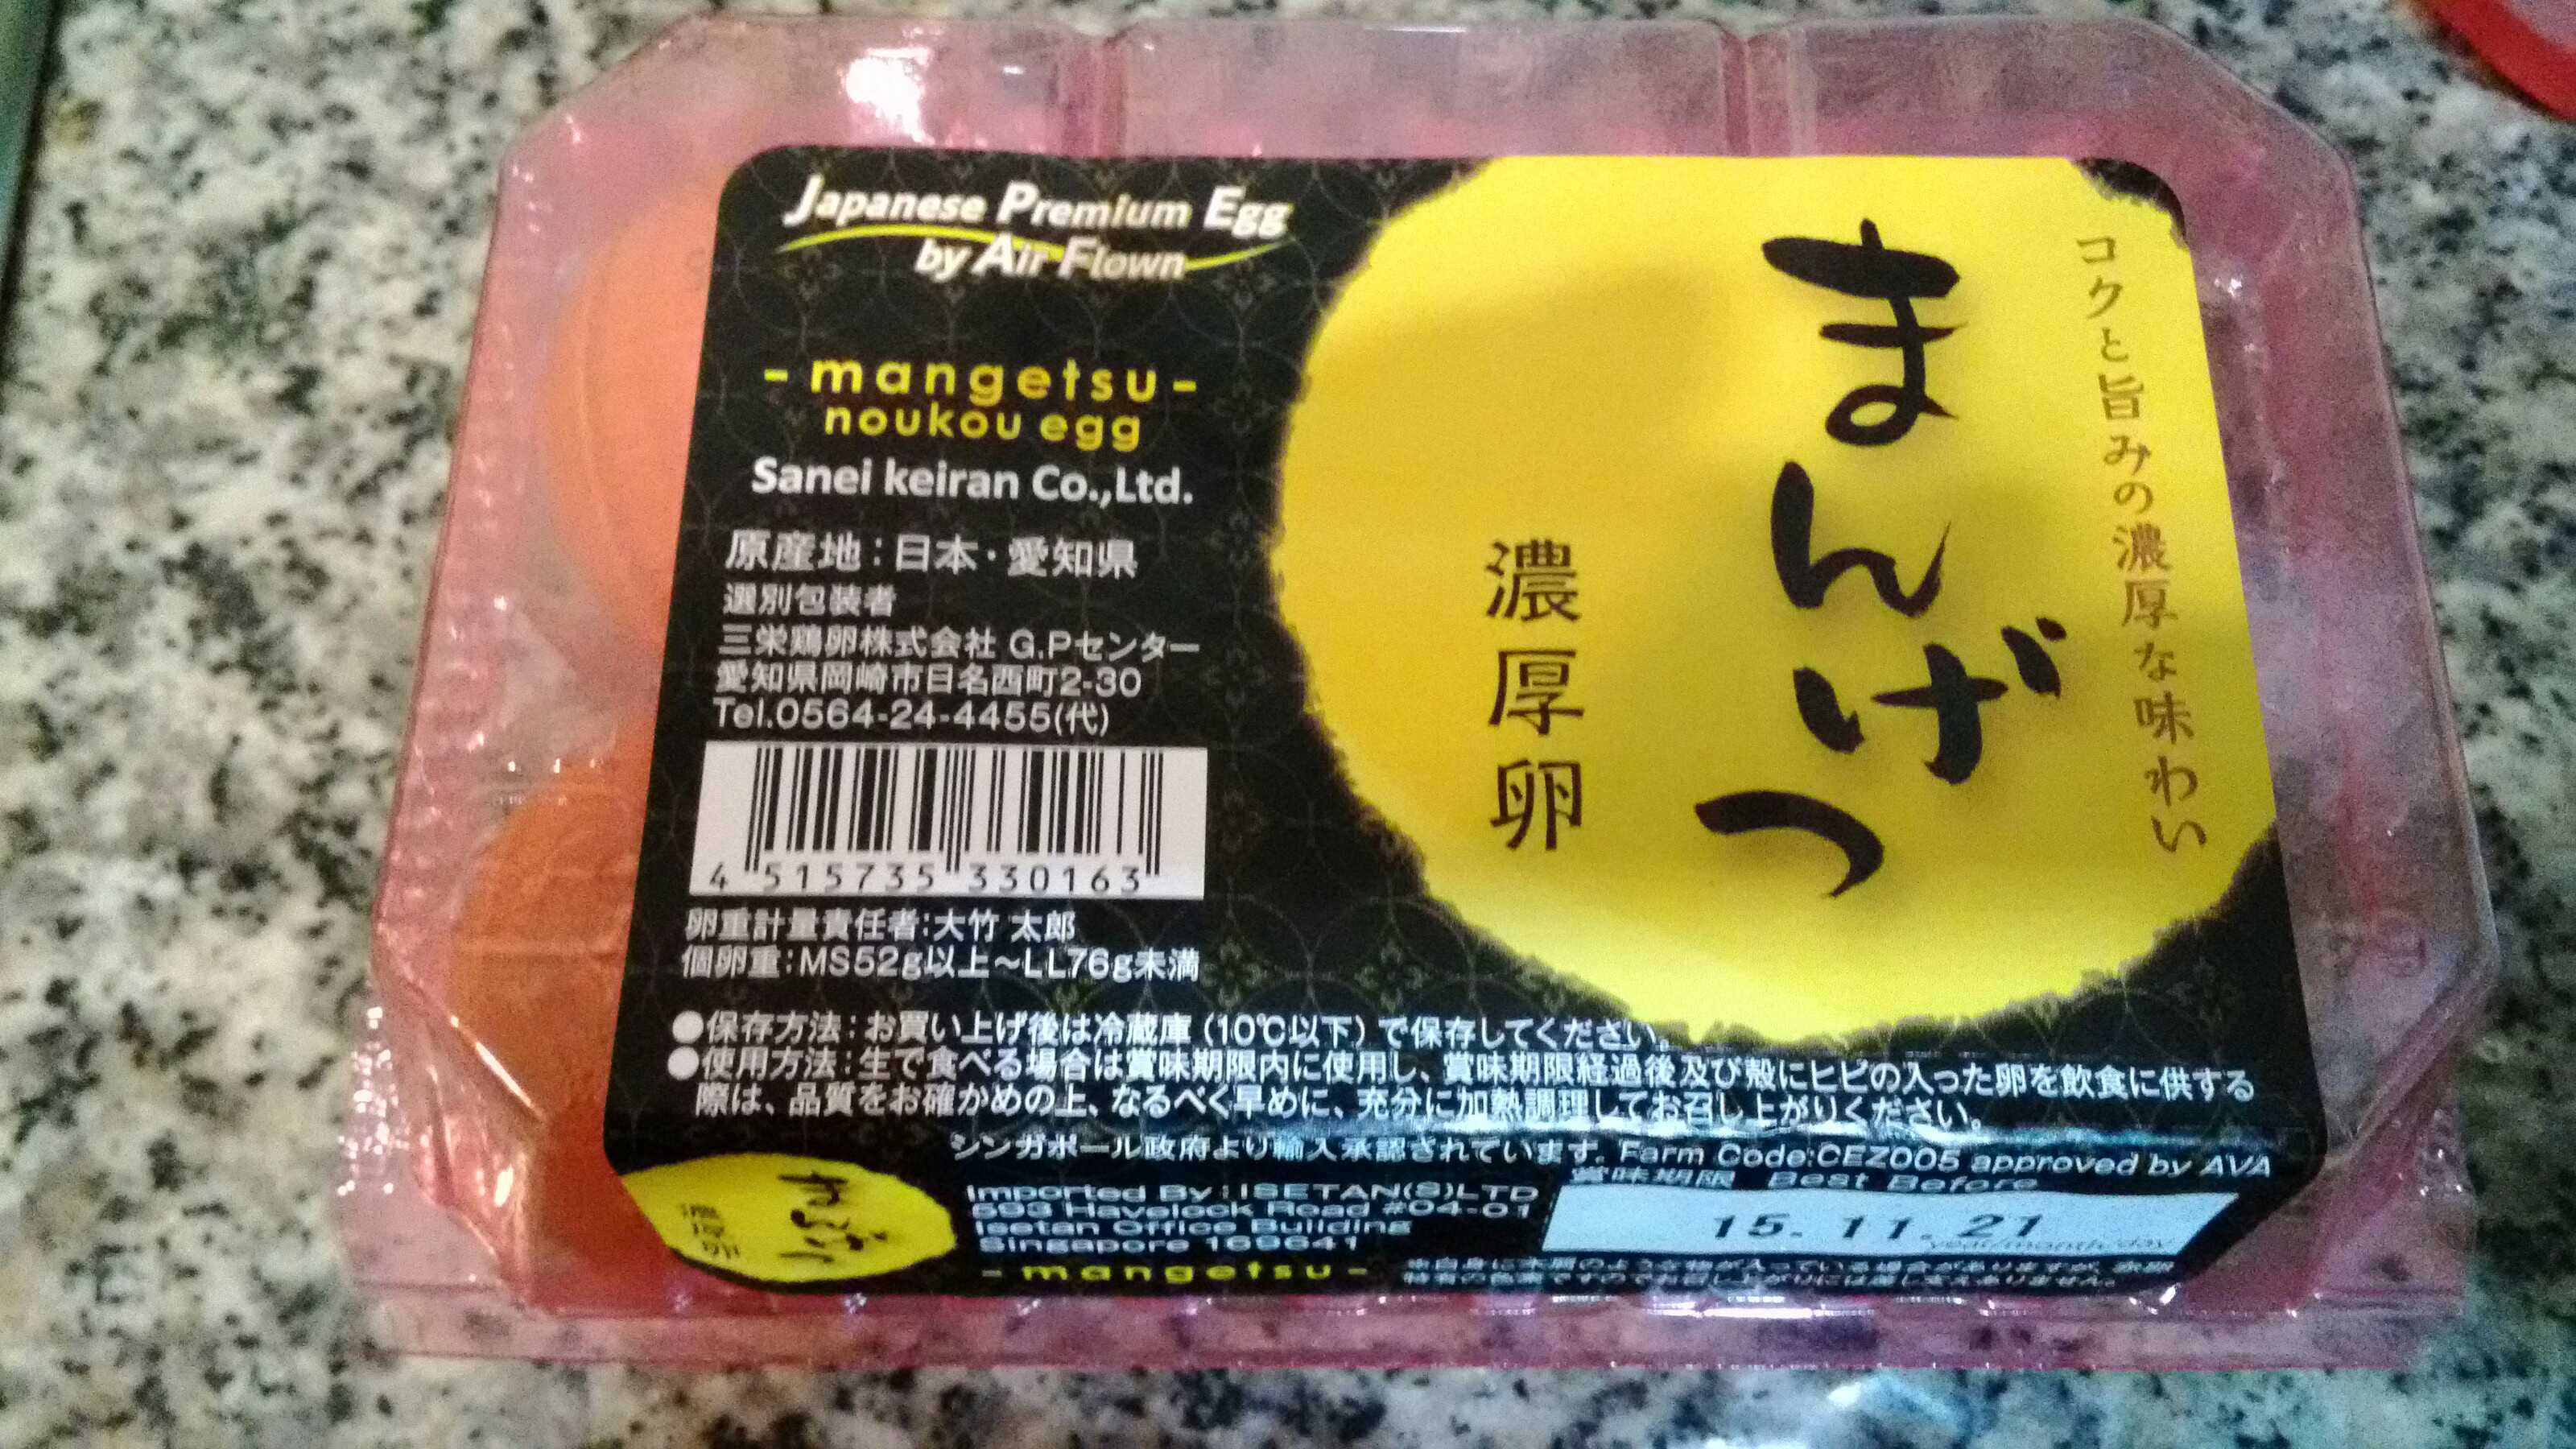 Japanese Premium Egg
by Air Flown
- mangetsu -
noukou egg
Sanei keiran Co.,Ltd.
原産地：日本・愛知県
選別包装者
三栄鶏卵株式会社 G.Pセンター
愛知県岡崎市日名西町2-30
Tel.0564-24-4455(代)
4 515735 330163
卵重計量責任者：大竹 太郎
個卵重：MS52g以上～LL76g未満
コクと旨みの濃厚な味わい
まんげつ
濃厚卵
●保存方法：お買い上げ後は冷蔵庫（10℃以下）で保存してください。
●使用方法：生で食べる場合は賞味期限内に使用し、賞味期限経過後及び殻にヒビの入った卵を飲食に供する
際は、品質をお確かめの上、なるべく早めに、充分に加熱調理してお召し上がりください。
シンガポール政府より輸入承認されています。Farm Code:CEZ005 approved by AVA
まんげつ
濃厚卵
Imported By : ISETAN(S)LTD
593 Havelock Road #04-01
Isetan Office Building
Singapore 169641
- mangetsu -
賞味期限 Best Before
15. 11. 21
year/month/day